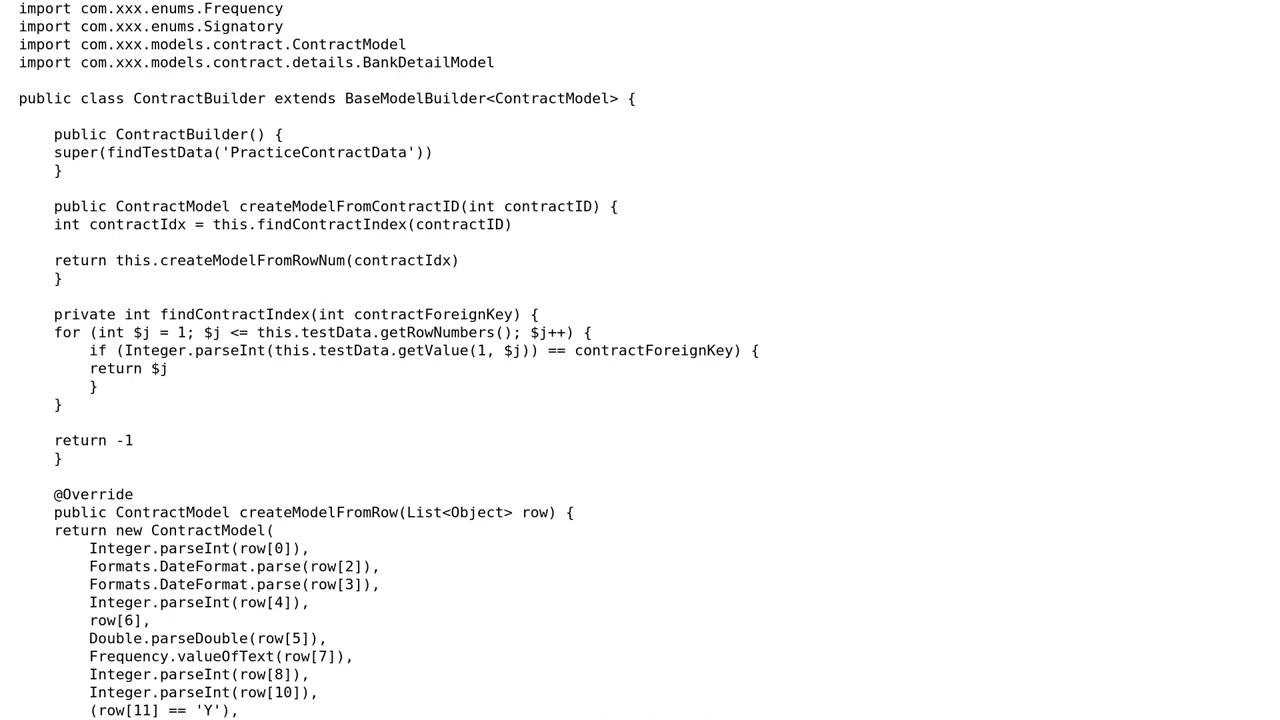 import com.xxx.enums.Frequency
import com.xxx.enums.Signatory
import com.xxx.models.contract.ContractModel
import com.xxx.models.contract.details.BankDetailModel

public class ContractBuilder extends BaseModelBuilder<ContractModel> {

    public ContractBuilder() {
    super(findTestData('PracticeContractData'))
    }

    public ContractModel createModelFromContractID(int contractID) {
    int contractIdx = this.findContractIndex(contractID)

    return this.createModelFromRowNum(contractIdx)
    }

    private int findContractIndex(int contractForeignKey) {
    for (int $j = 1; $j <= this.testData.getRowNumbers(); $j++) {
        if (Integer.parseInt(this.testData.getValue(1, $j)) == contractForeignKey) {
        return $j
        }
    }

    return -1
    }

    @Override
    public ContractModel createModelFromRow(List<Object> row) {
    return new ContractModel(
        Integer.parseInt(row[0]),
        Formats.DateFormat.parse(row[2]),
        Formats.DateFormat.parse(row[3]),
        Integer.parseInt(row[4]),
        row[6],
        Double.parseDouble(row[5]),
        Frequency.valueOfText(row[7]),
        Integer.parseInt(row[8]),
        Integer.parseInt(row[10]),
        (row[11] == 'Y'),